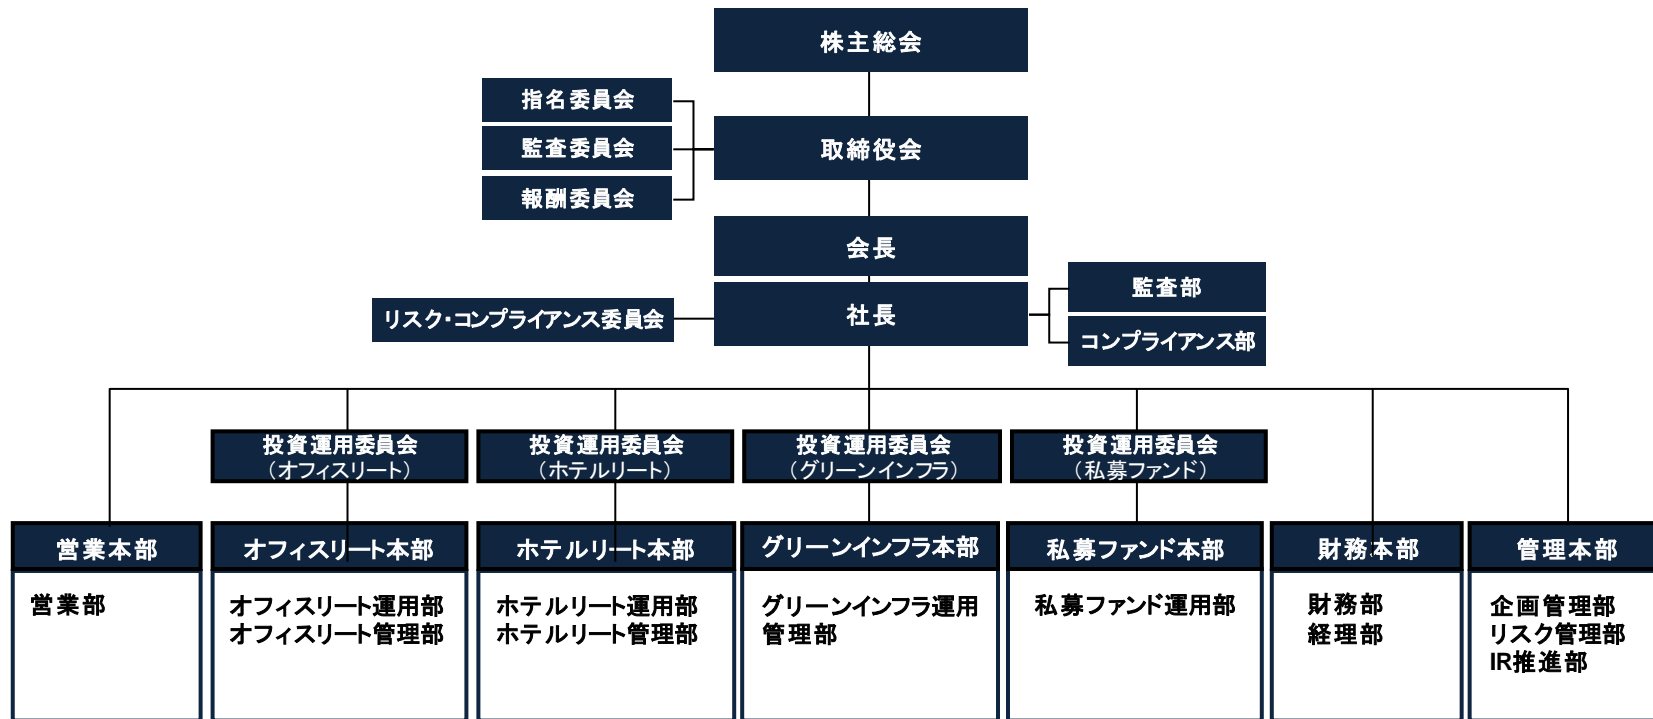 株主総会
指名委員会
監査委員会
報酬委員会
取締役会
会長
社長
リスク・コンプライアンス委員会
監査部
コンプライアンス部
投資運用委員会
（オフィスリート）
投資運用委員会
（ホテルリート）
投資運用委員会
（グリーンインフラ）
投資運用委員会
（私募ファンド）
営業本部
営業部
オフィスリート本部
オフィスリート運用部
オフィスリート管理部
ホテルリート本部
ホテルリート運用部
ホテルリート管理部
グリーンインフラ本部
グリーンインフラ運用
管理部
私募ファンド本部
私募ファンド運用部
財務本部
財務部
経理部
管理本部
企画管理部
リスク管理部
IR推進部